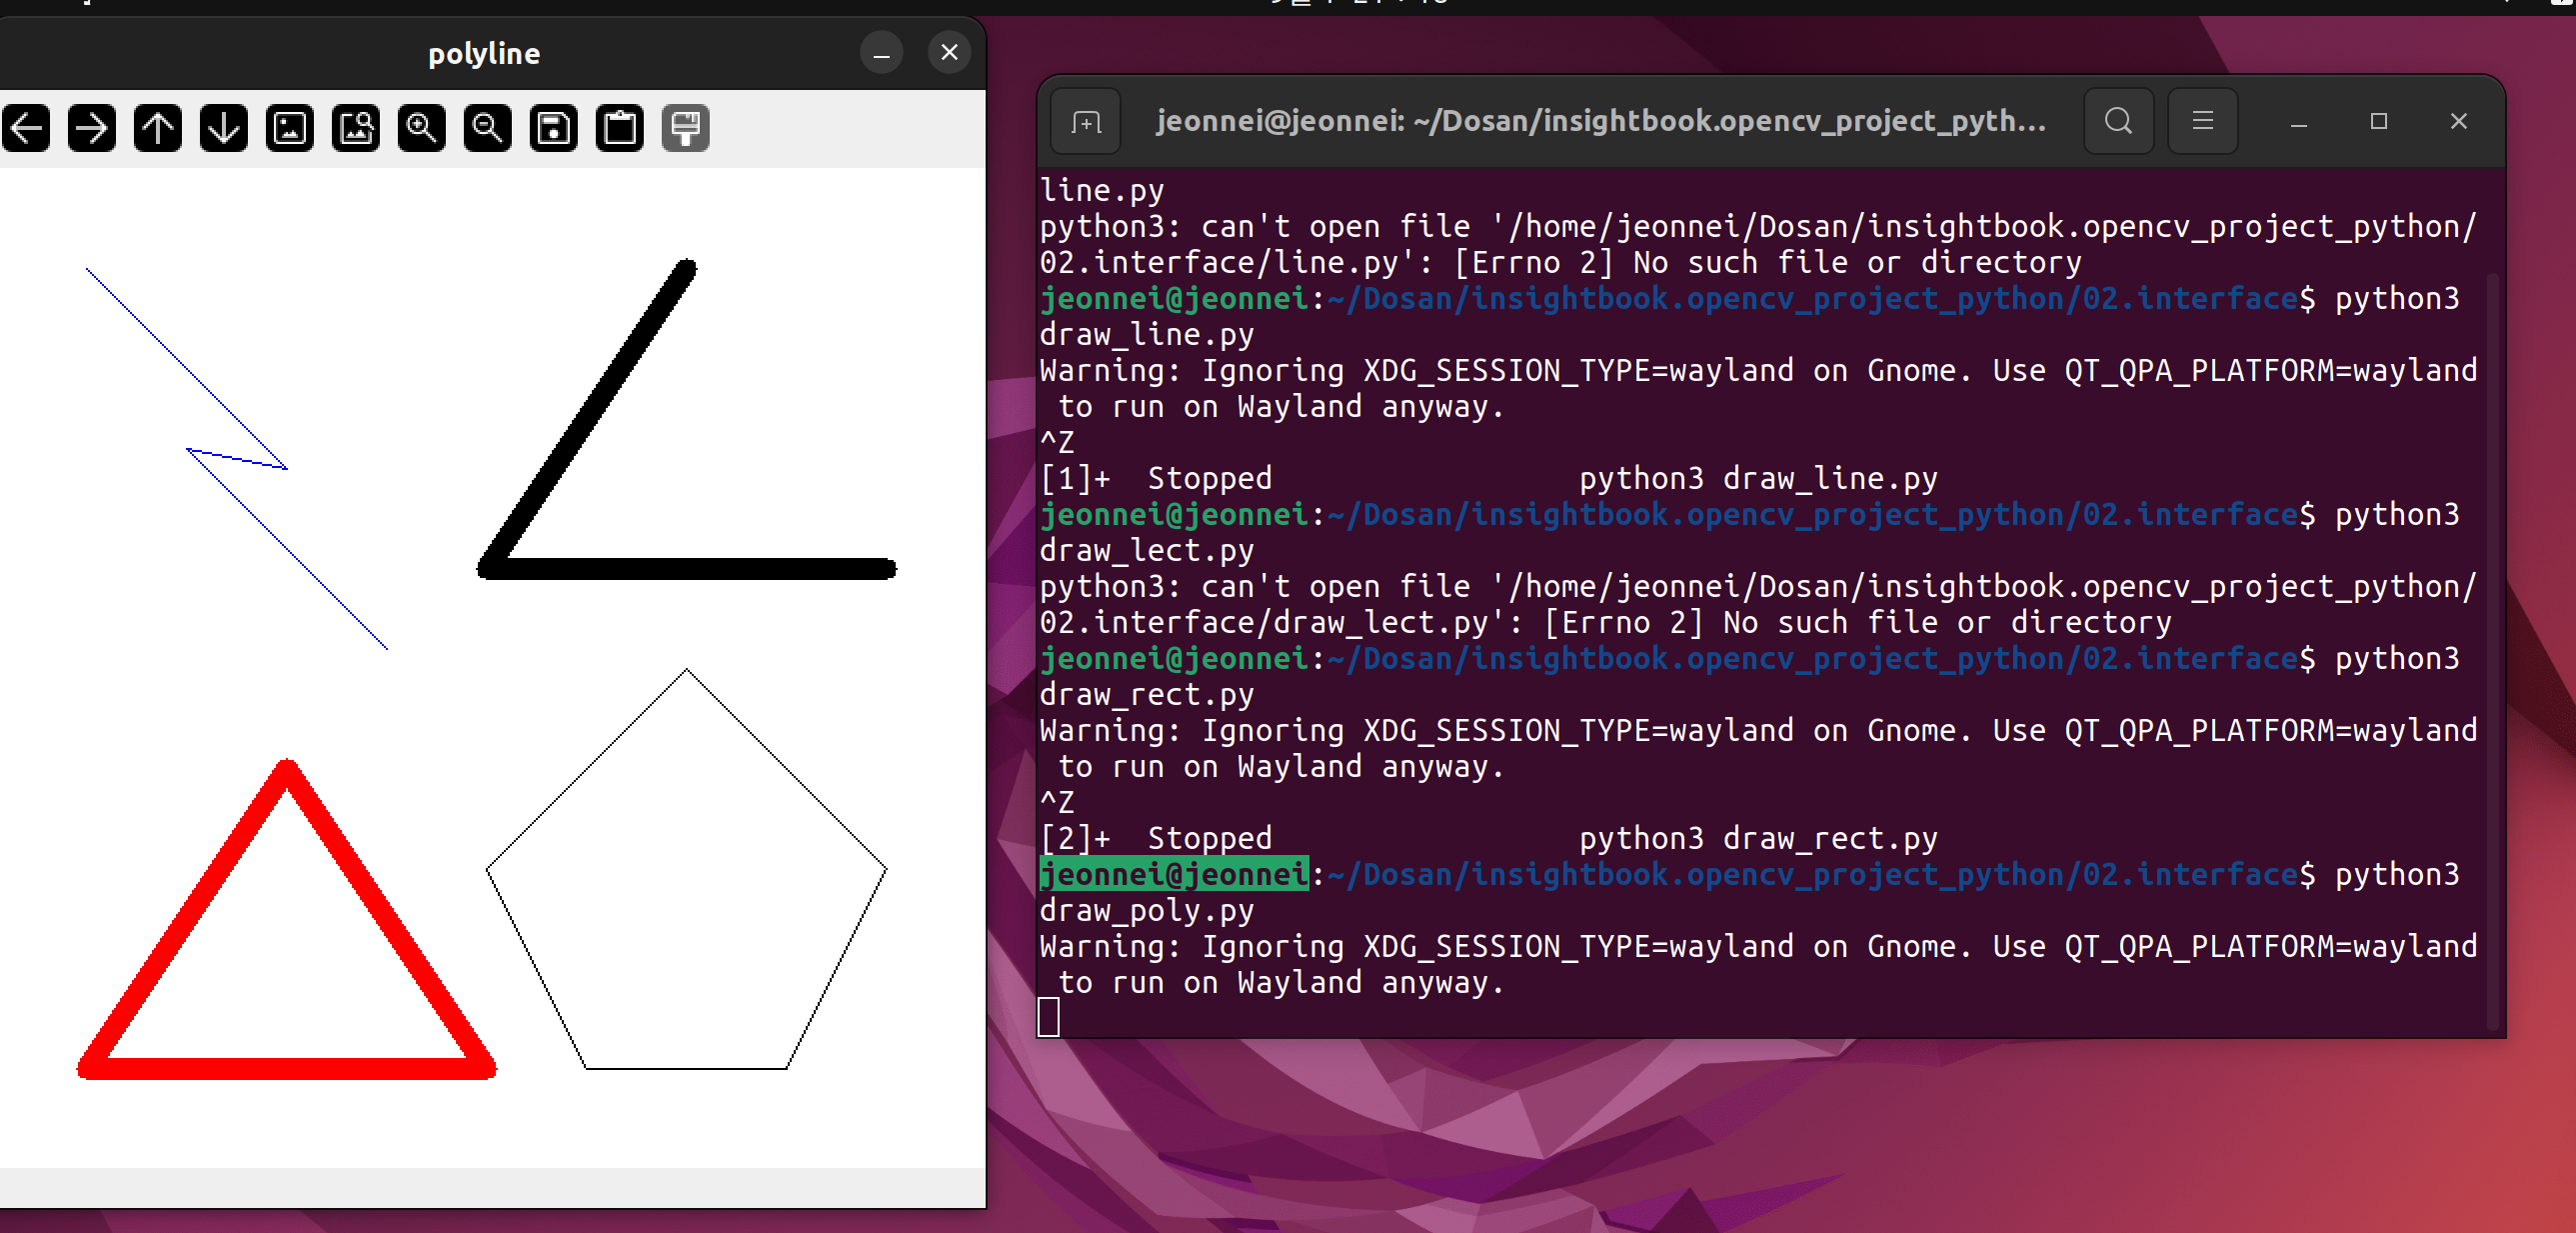 polyline
jeonnei@jeonnei: ~/Dosan/insightbook.opencv_project_pyth...
line.py
python3: can't open file '/home/jeonnei/Dosan/insightbook.opencv_project_python/
02.interface/line.py': [Errno 2] No such file or directory
jeonnei@jeonnei:~/Dosan/insightbook.opencv_project_python/02.interface$ python3
draw_line.py
Warning: Ignoring XDG_SESSION_TYPE=wayland on Gnome. Use QT_QPA_PLATFORM=wayland
 to run on Wayland anyway.
^Z
[1]+  Stopped                 python3 draw_line.py
jeonnei@jeonnei:~/Dosan/insightbook.opencv_project_python/02.interface$ python3
draw_lect.py
python3: can't open file '/home/jeonnei/Dosan/insightbook.opencv_project_python/
02.interface/draw_lect.py': [Errno 2] No such file or directory
jeonnei@jeonnei:~/Dosan/insightbook.opencv_project_python/02.interface$ python3
draw_rect.py
Warning: Ignoring XDG_SESSION_TYPE=wayland on Gnome. Use QT_QPA_PLATFORM=wayland
 to run on Wayland anyway.
^Z
[2]+  Stopped                 python3 draw_rect.py
jeonnei@jeonnei:~/Dosan/insightbook.opencv_project_python/02.interface$ python3
draw_poly.py
Warning: Ignoring XDG_SESSION_TYPE=wayland on Gnome. Use QT_QPA_PLATFORM=wayland
 to run on Wayland anyway.